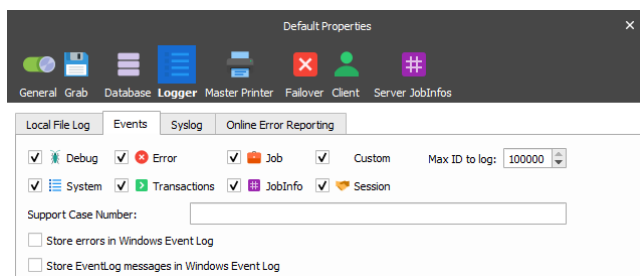 Default Properties
General Grab Database Logger Master Printer Failover Client Server JobInfos
Local File Log Events Syslog Online Error Reporting
Debug Error Job Custom Max ID to log: 100000
System Transactions JobInfo Session
Support Case Number:
Store errors in Windows Event Log
Store EventLog messages in Windows Event Log